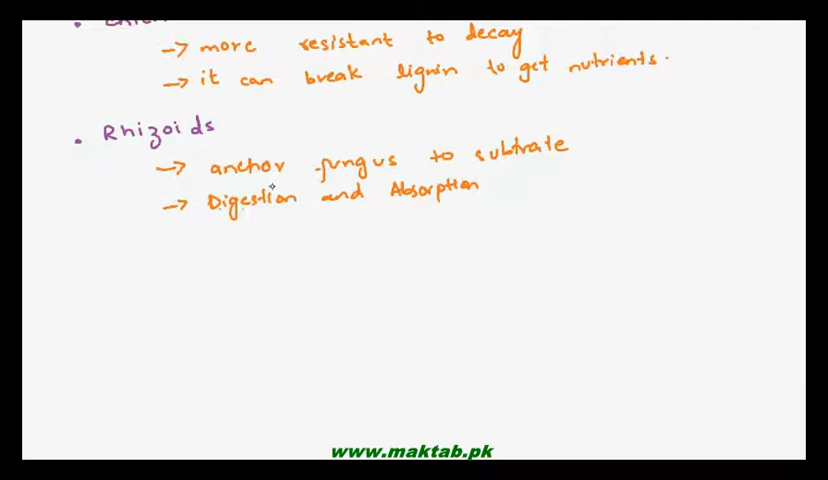 → more resistant to decay
→ it can break lignin to get nutrients.
• Rhizoids
→ anchor fungus to subtrate
→ Digestion and Absorption
www.maktab.pk